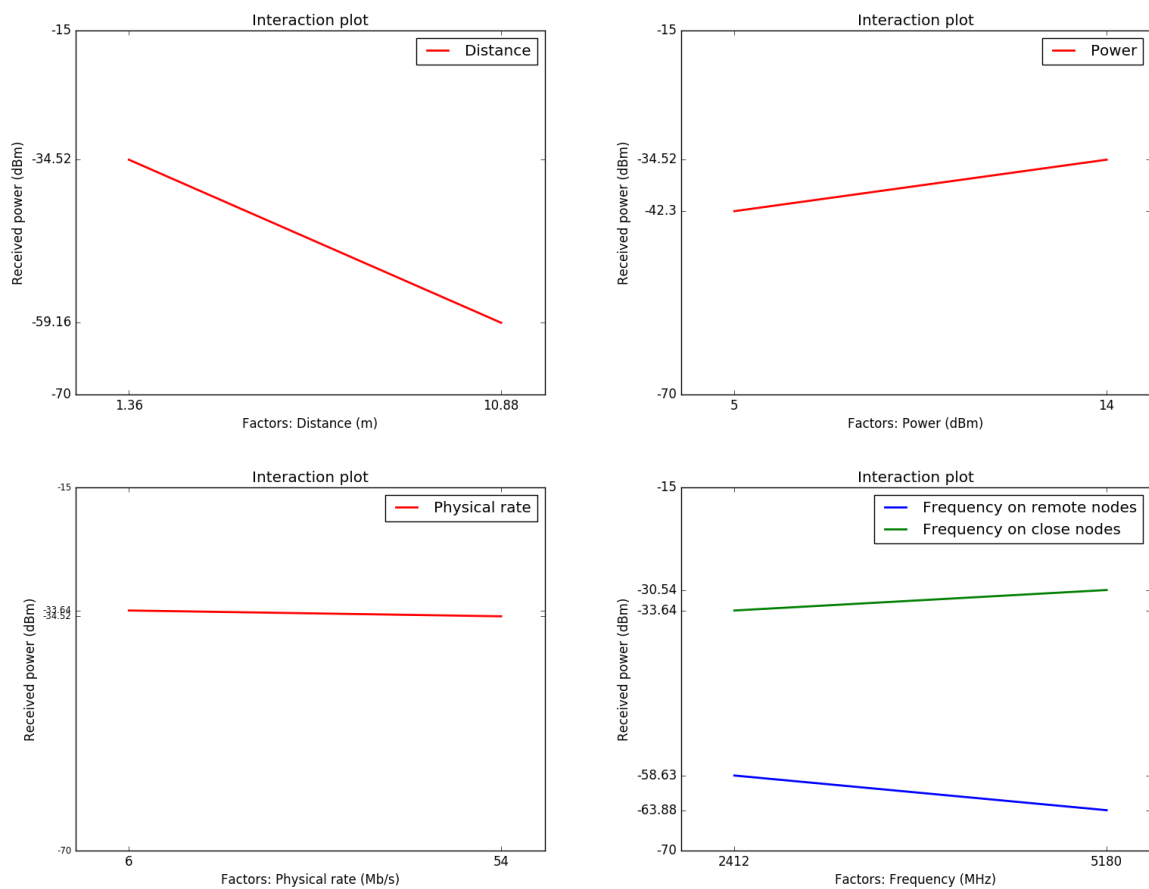 Interaction plot
-15
Distance
-34.52
-59.16
-70
1.36
10.88
Received power (dBm)
Factors: Distance (m)
Interaction plot
-15
Power
-34.52
-42.3
-70
5
14
Received power (dBm)
Factors: Power (dBm)
Interaction plot
-15
Physical rate
-33.64
-34.52
-70
6
54
Received power (dBm)
Factors: Physical rate (Mb/s)
Interaction plot
-15
Frequency on remote nodes
Frequency on close nodes
-30.54
-33.64
-58.63
-63.88
-70
2412
5180
Received power (dBm)
Factors: Frequency (MHz)